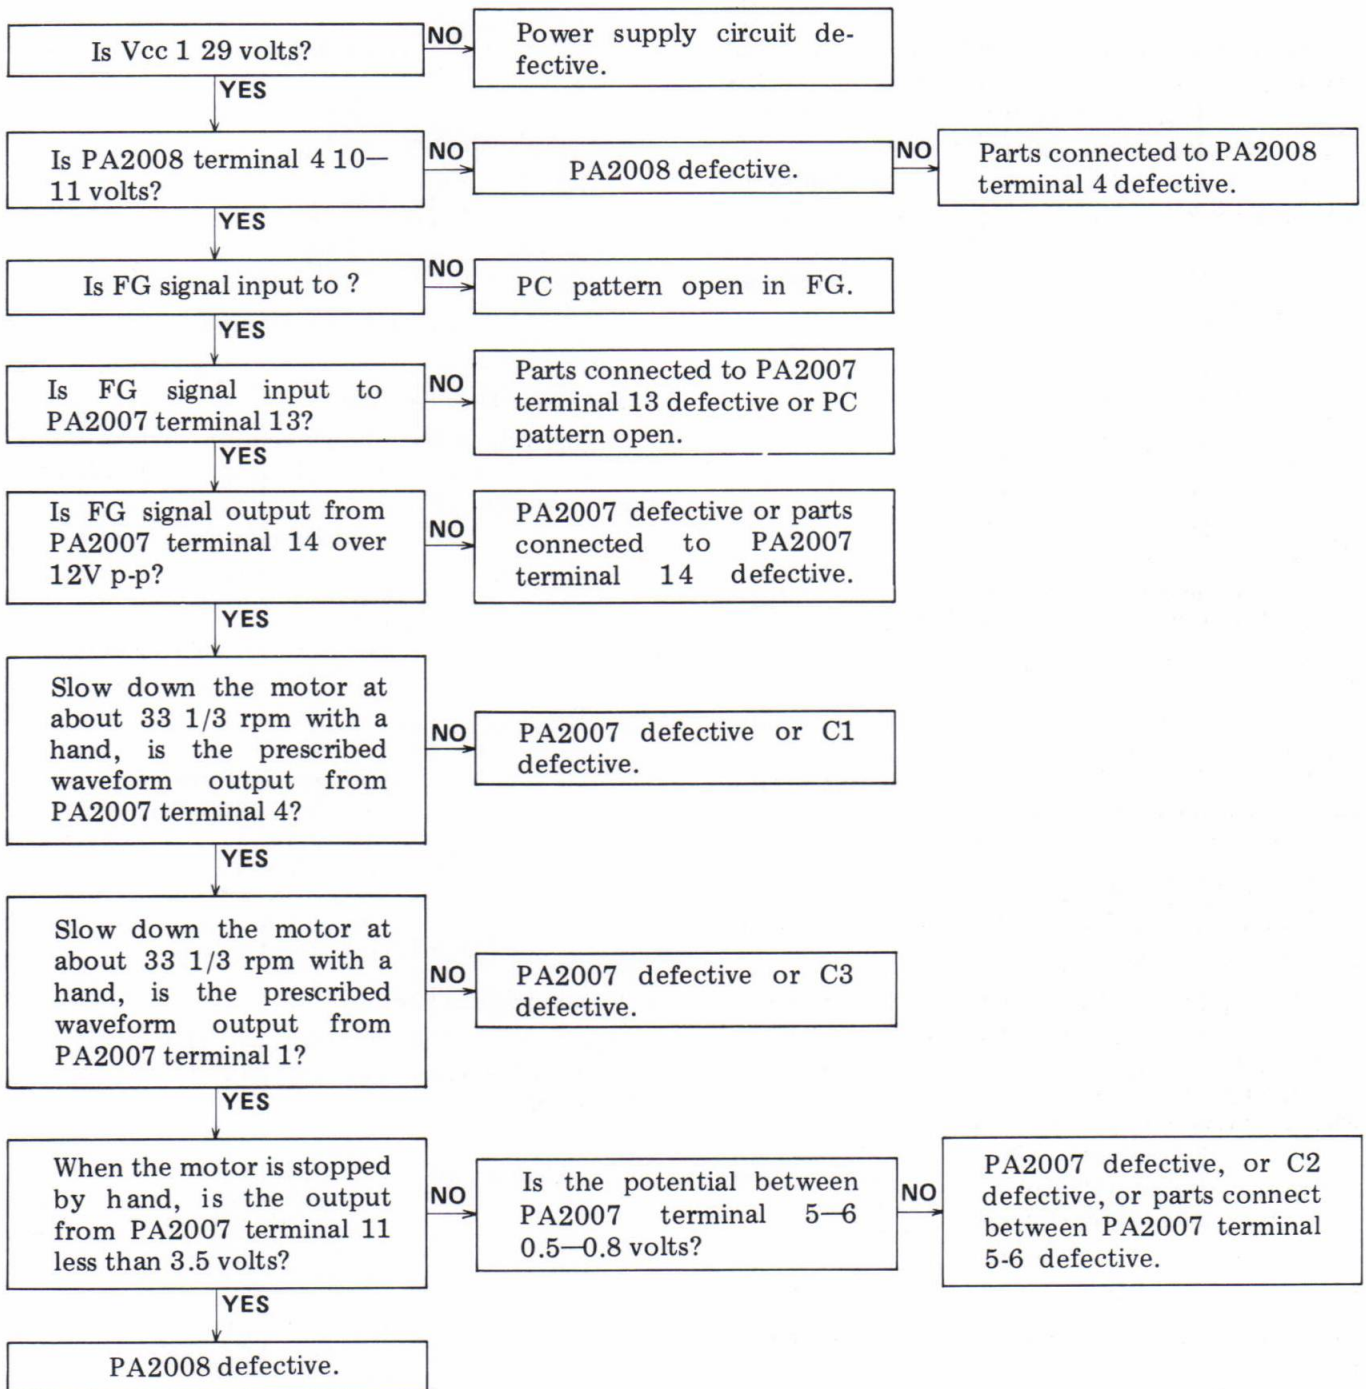 Is Vcc 1 29 volts?
NO
Power supply circuit de-
fective.
YES
Is PA2008 terminal 4 10—
11 volts?
NO
PA2008 defective.
NO
Parts connected to PA2008
terminal 4 defective.
YES
Is FG signal input to ?
NO
PC pattern open in FG.
YES
Is FG signal input to
PA2007 terminal 13?
NO
Parts connected to PA2007
terminal 13 defective or PC
pattern open.
YES
Is FG signal output from
PA2007 terminal 14 over
12V p-p?
NO
PA2007 defective or parts
connected to PA2007
terminal 14 defective.
YES
Slow down the motor at
about 33 1/3 rpm with a
hand, is the prescribed
waveform output from
PA2007 terminal 4?
NO
PA2007 defective or C1
defective.
YES
Slow down the motor at
about 33 1/3 rpm with a
hand, is the prescribed
waveform output from
PA2007 terminal 1?
NO
PA2007 defective or C3
defective.
YES
When the motor is stopped
by hand, is the output
from PA2007 terminal 11
less than 3.5 volts?
NO
Is the potential between
PA2007 terminal 5—6
0.5—0.8 volts?
NO
PA2007 defective, or C2
defective, or parts connect
between PA2007 terminal
5-6 defective.
YES
PA2008 defective.